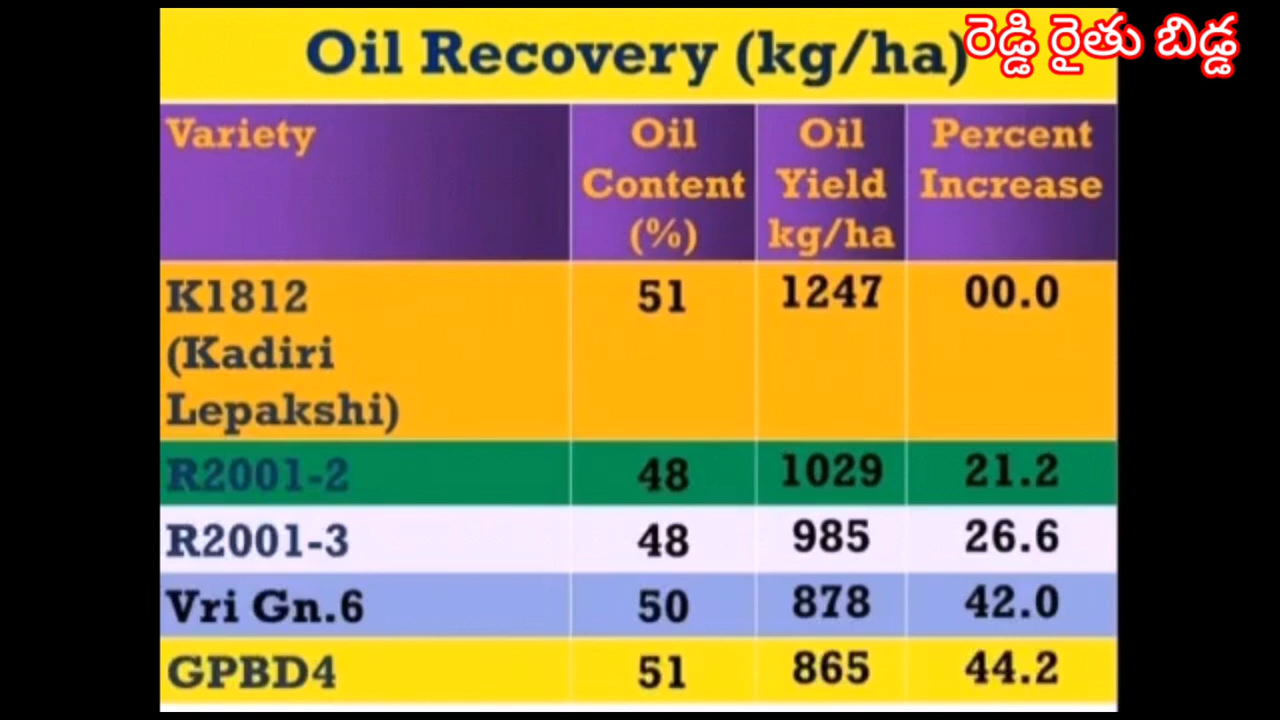 Oil Recovery (kg/ha)
రెడ్డి రైతు బిడ్డ
Variety
Oil Content (%)
Oil Yield kg/ha
Percent Increase
K1812 (Kadiri Lepakshi)
51
1247
00.0
R2001-2
48
1029
21.2
R2001-3
48
985
26.6
Vri Gn.6
50
878
42.0
GPBD4
51
865
44.2